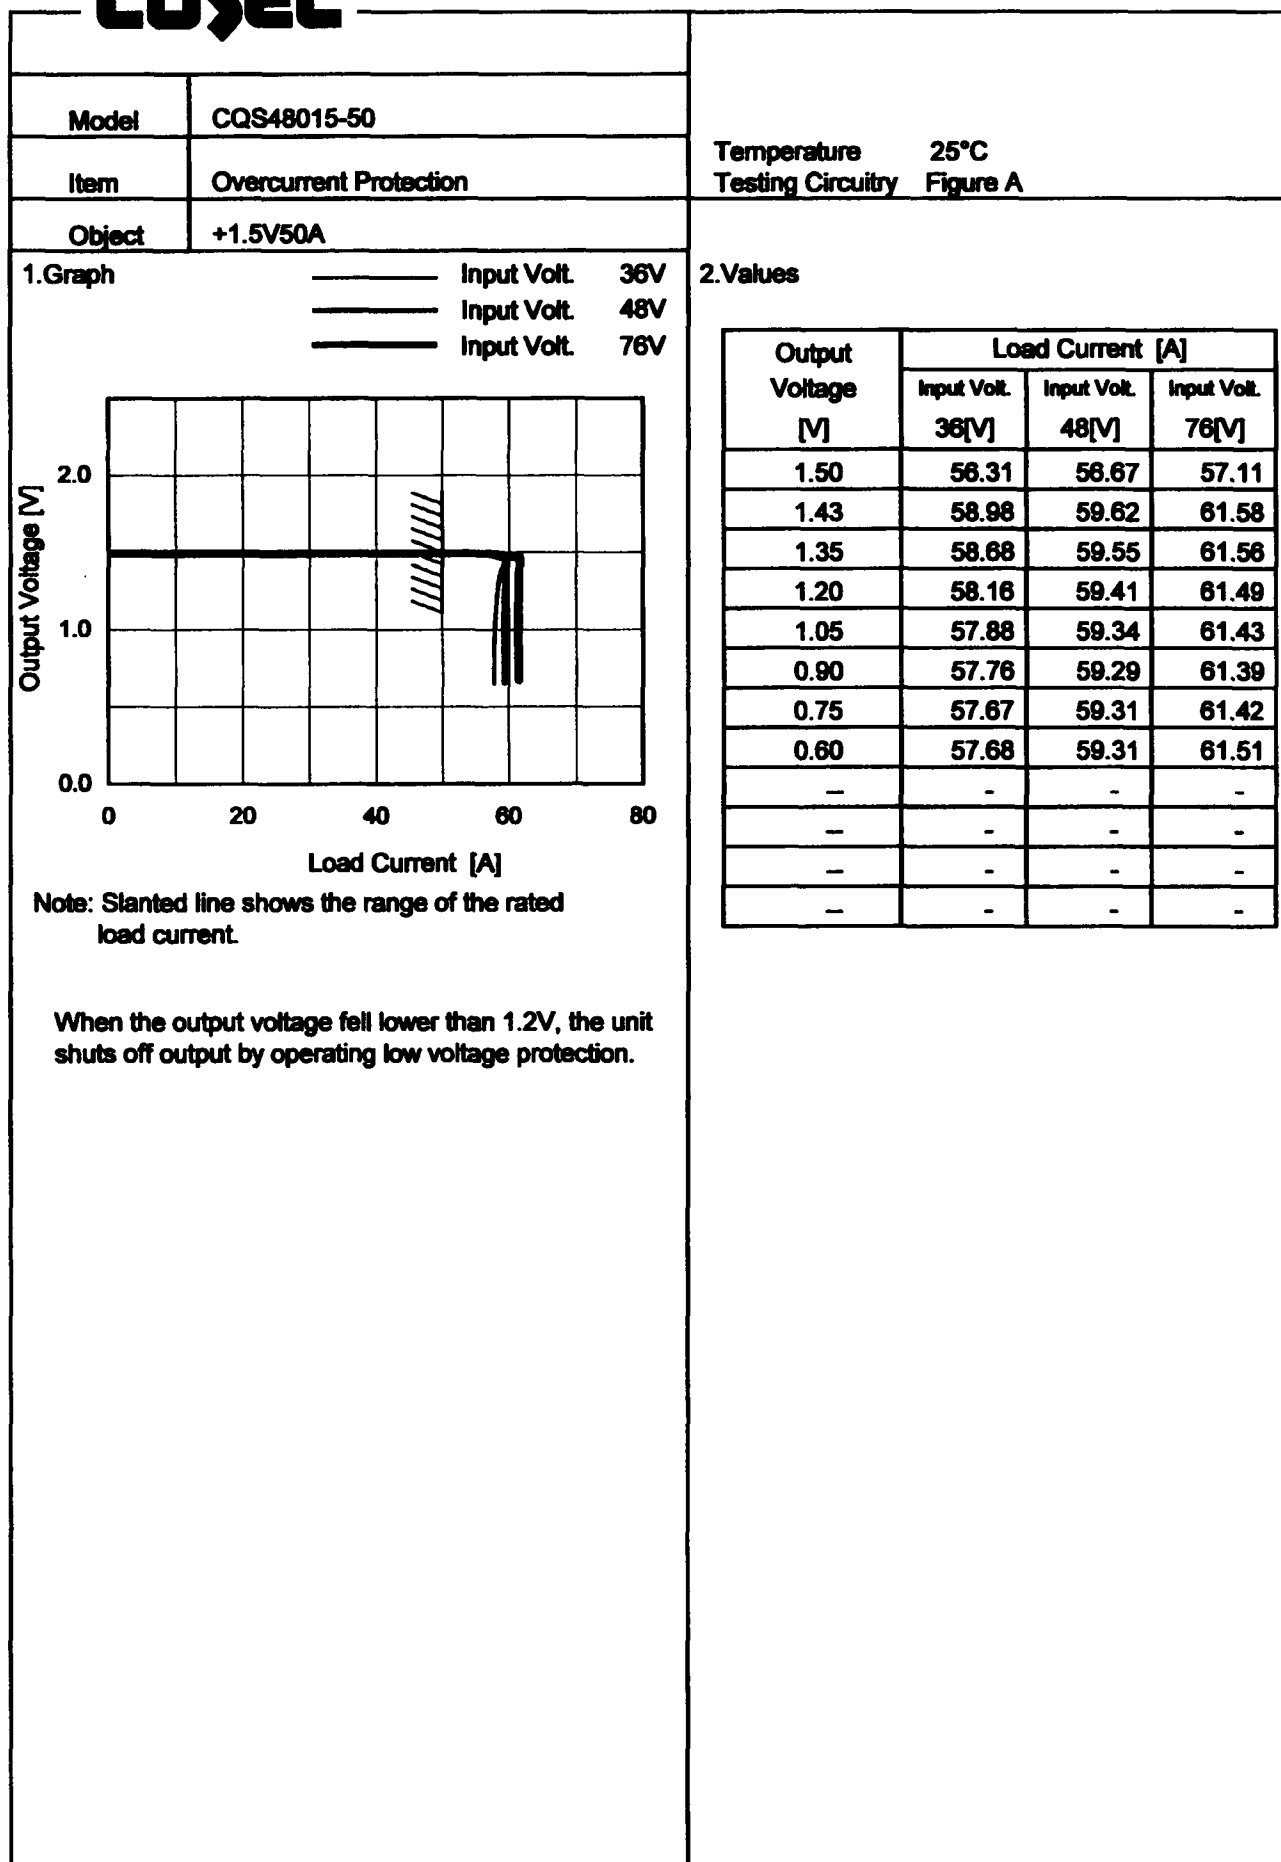 COSEL
Model CQS48015-50
Item Overcurrent Protection
Object +1.5V50A
Temperature 25°C
Testing Circuitry Figure A
1.Graph
Input Volt. 36V
Input Volt. 48V
Input Volt. 76V
2.0
1.0
0.0
Output Voltage [V]
0 20 40 60 80
Load Current [A]
Note: Slanted line shows the range of the rated
load current.
When the output voltage fell lower than 1.2V, the unit
shuts off output by operating low voltage protection.
2.Values
Output Load Current [A]
Voltage Input Volt. Input Volt. Input Volt.
[V] 36[V] 48[V] 76[V]
1.50 56.31 56.67 57.11
1.43 58.98 59.62 61.58
1.35 58.68 59.55 61.56
1.20 58.16 59.41 61.49
1.05 57.88 59.34 61.43
0.90 57.76 59.29 61.39
0.75 57.67 59.31 61.42
0.60 57.68 59.31 61.51
— - - -
— - - -
— - - -
— - - -